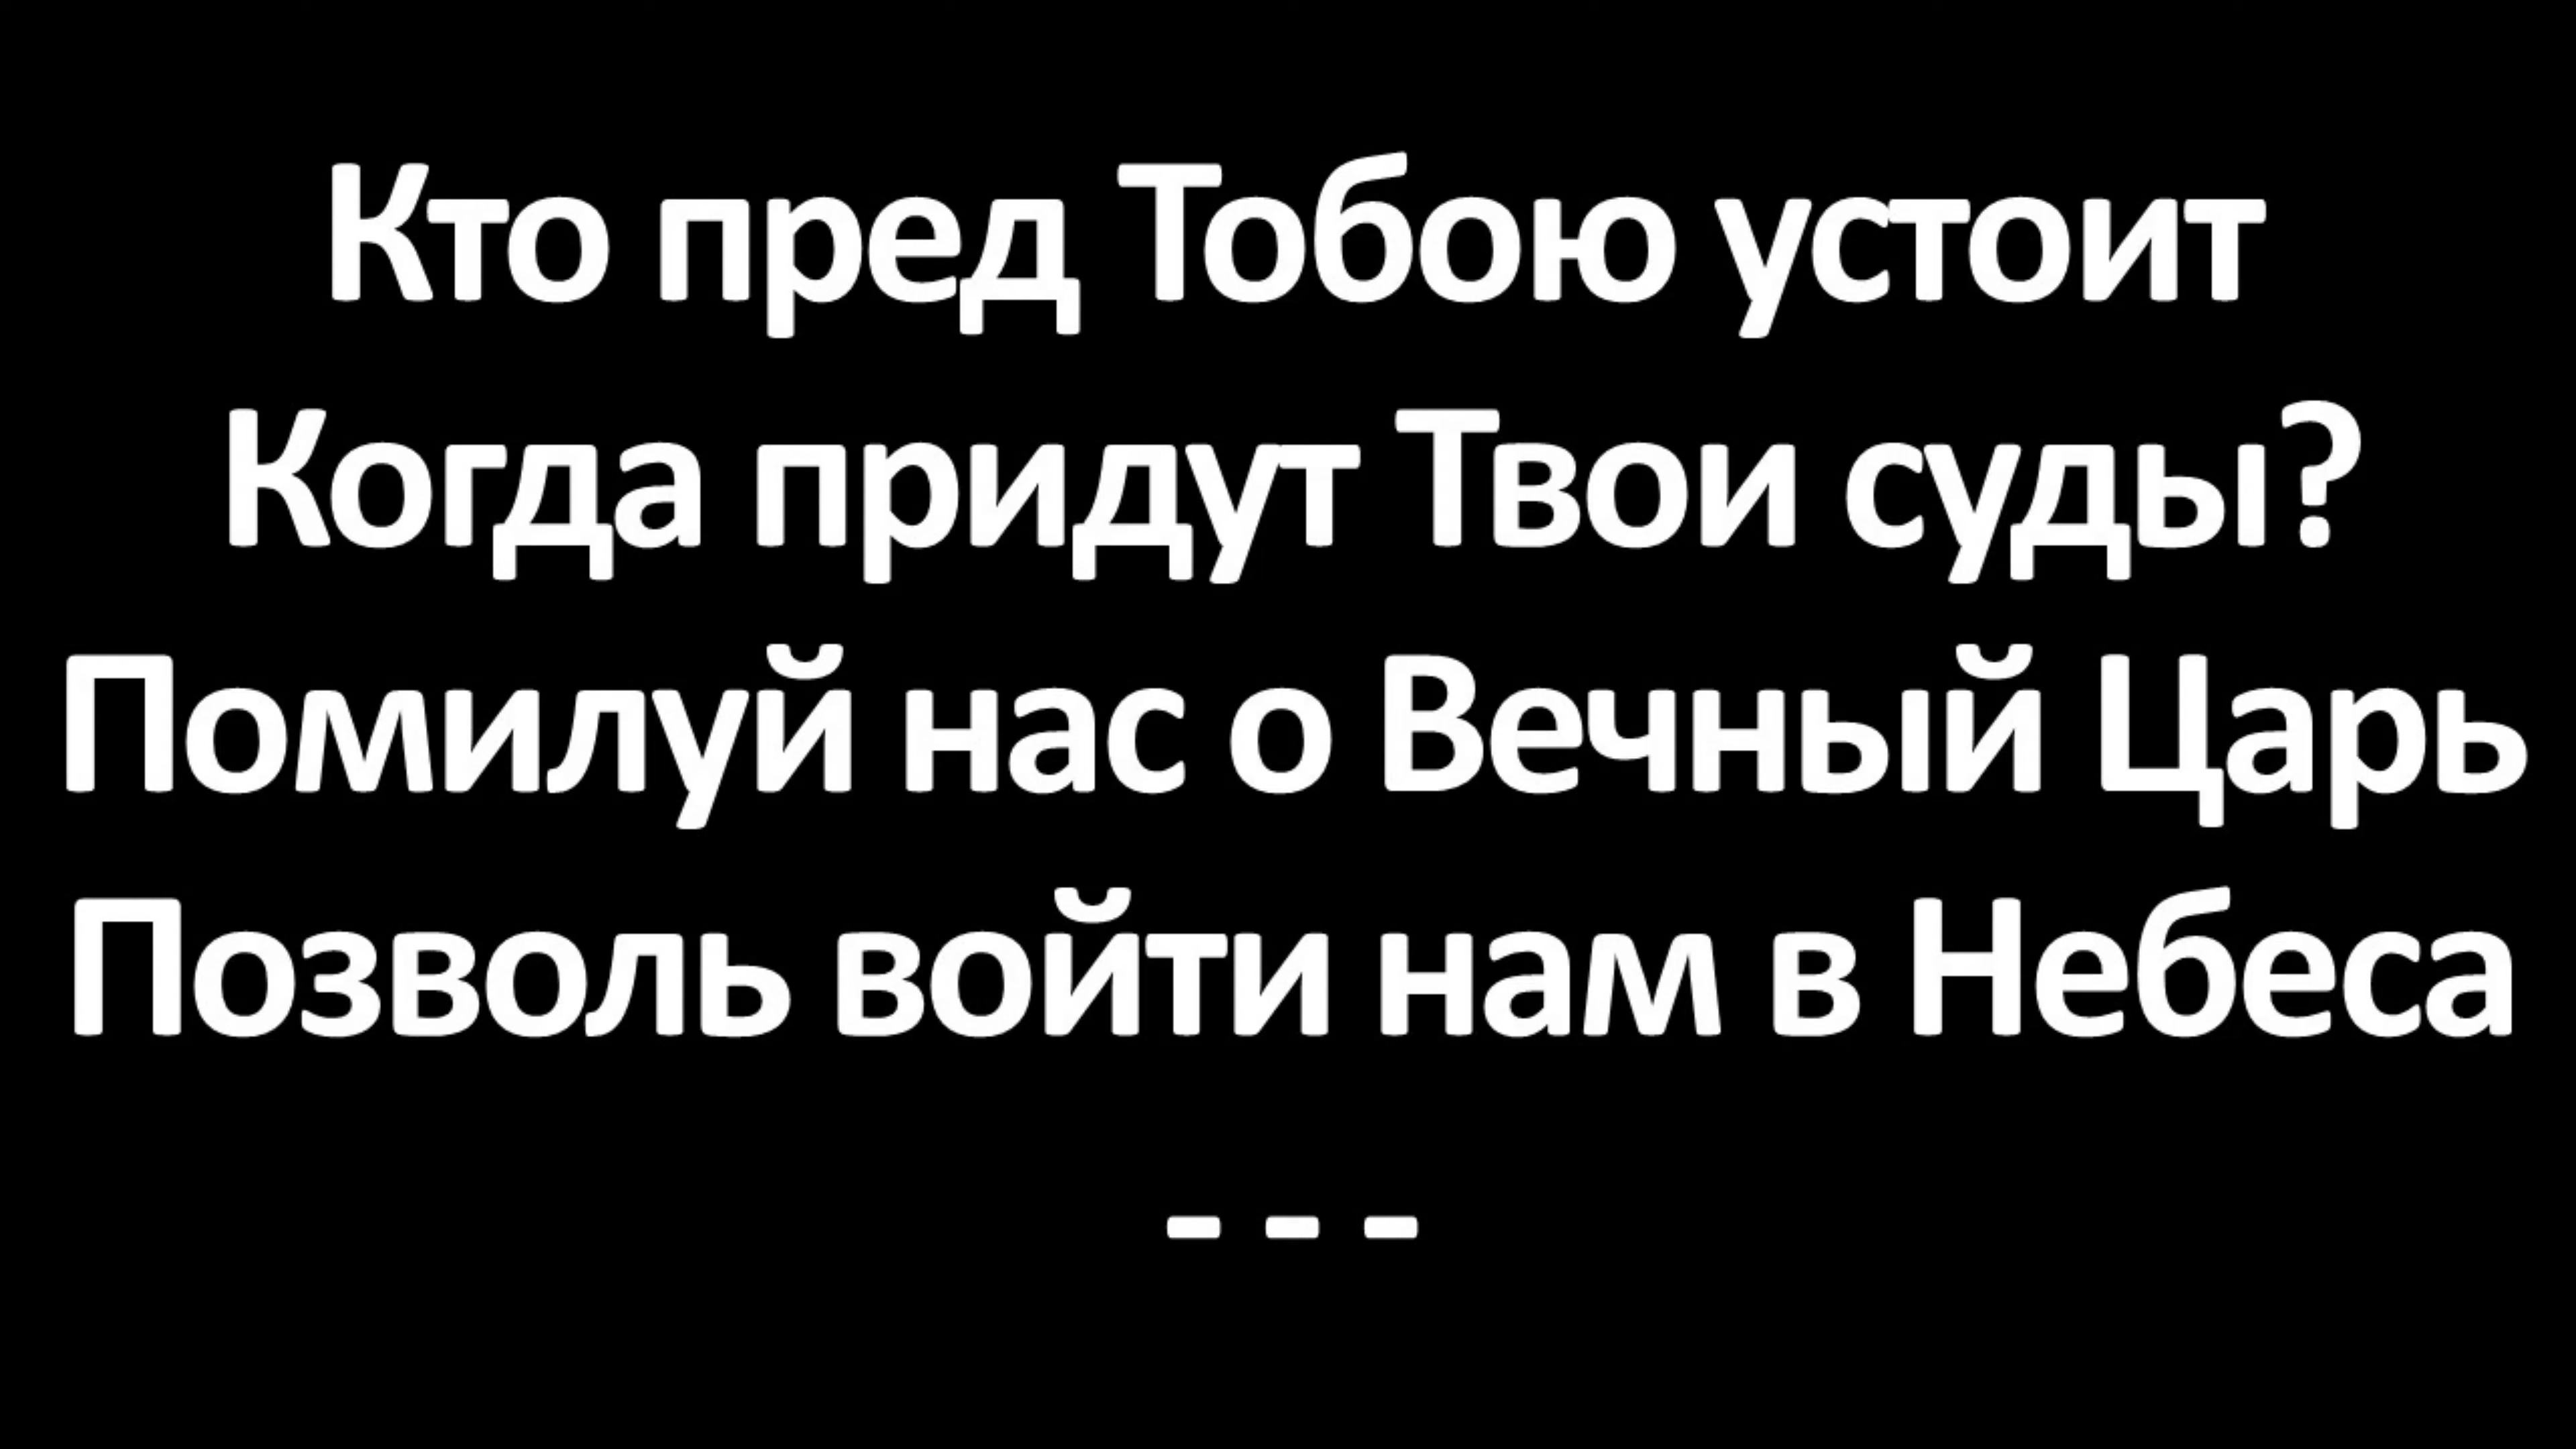 Кто пред Тобою устоит
Когда придут Твои суды?
Помилуй нас о Вечный Царь
Позволь войти нам в Небеса
- - -